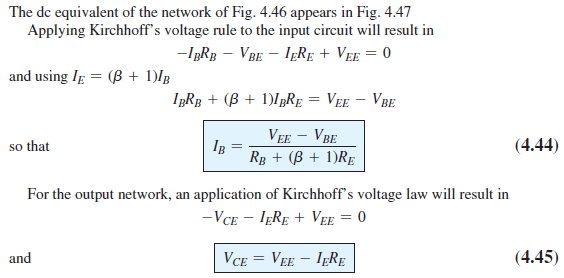 The dc equivalent of the network of Fig. 4.46 appears in Fig. 4.47
Applying Kirchhoff's voltage rule to the input circuit will result in
−I_BR_B − V_BE − I_ER_E + V_EE = 0
and using I_E = (β + 1)I_B
I_BR_B + (β + 1)I_BR_E = V_EE − V_BE
so that I_B = (V_EE − V_BE) / (R_B + (β + 1)R_E) (4.44)
For the output network, an application of Kirchhoff's voltage law will result in
−V_CE − I_ER_E + V_EE = 0
and V_CE = V_EE − I_ER_E (4.45)